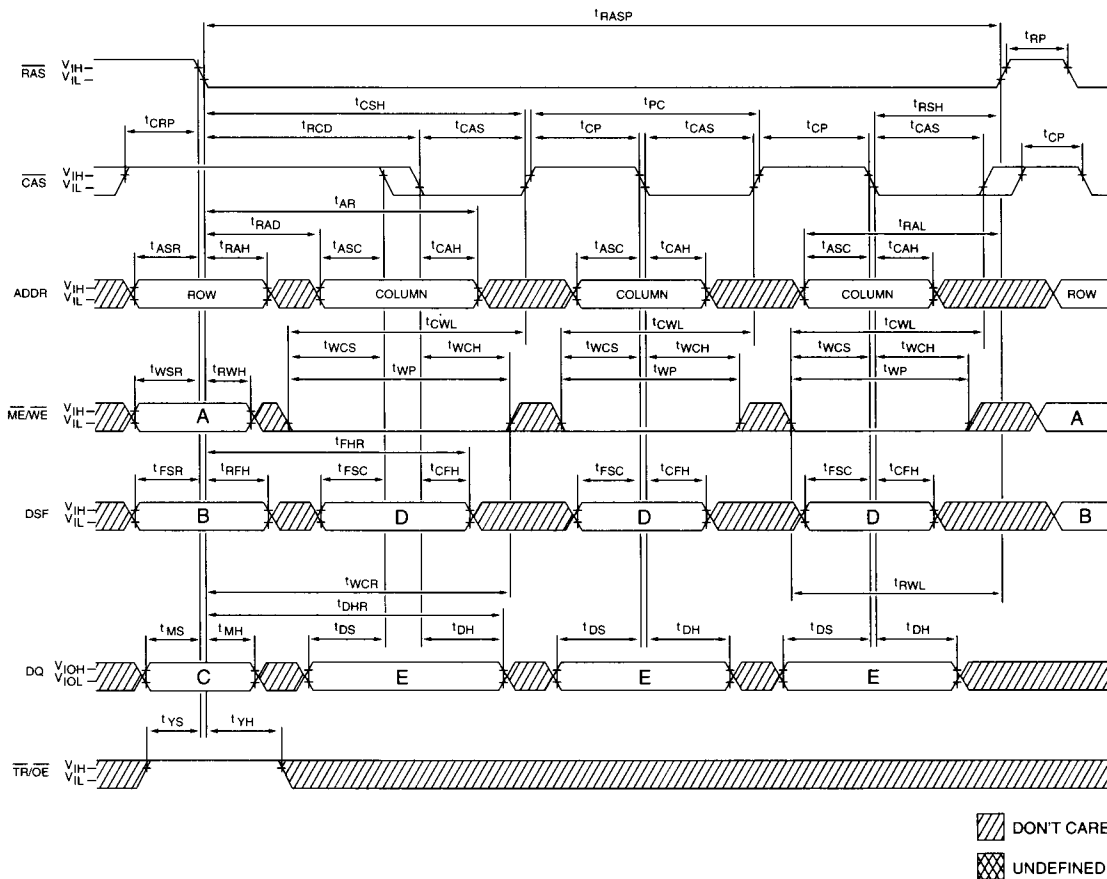 tRASP
tRP
RAS VIH VIL
tCSH tPC tRSH
tCRP tRCD tCAS tCP tCAS tCP tCAS tCP
CAS VIH VIL
tAR
tRAD tRAL
tASR tRAH tASC tCAH tASC tCAH tASC tCAH
ADDR VIH VIL ROW COLUMN COLUMN COLUMN ROW
tCWL tCWL tCWL
tWCS tWCH tWCS tWCH tWCS tWCH
tWSR tRWH tWP tWP tWP
ME/WE VIH VIL A A
tFHR
tFSR tRFH tFSC tCFH tFSC tCFH tFSC tCFH
DSF VIH VIL B D D D B
tWCR tRWL
tDHR
tMS tMH tDS tDH tDS tDH tDS tDH
DQ VIOH VIOL C E E E
tYS tYH
TR/OE VIH VIL
DON'T CARE
UNDEFINED